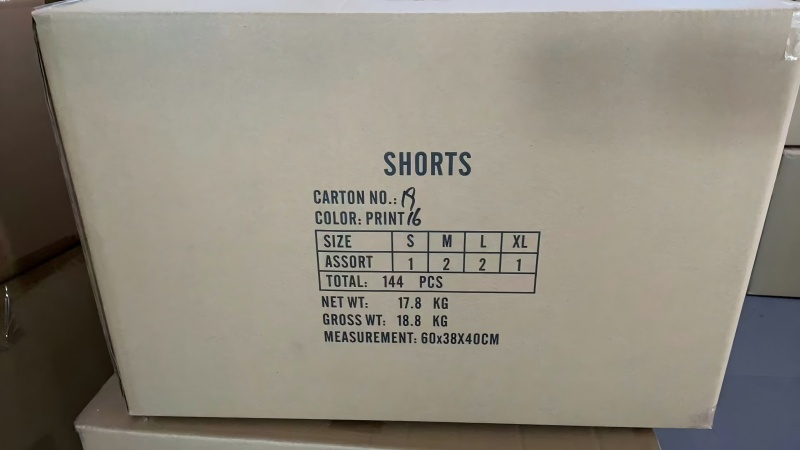 SHORTS
CARTON NO.: 19
COLOR: PRINT 16
SIZE S M L XL
ASSORT 1 2 2 1
TOTAL: 144 PCS
NET WT: 17.8 KG
GROSS WT: 18.8 KG
MEASUREMENT: 60x38X40CM